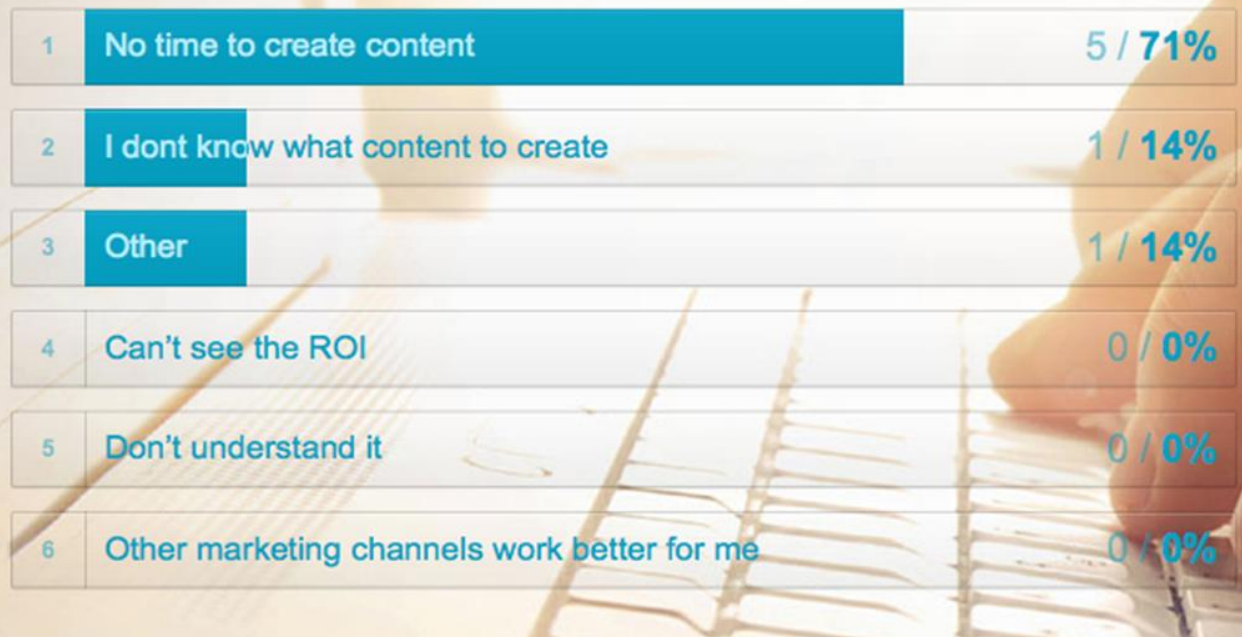 1 No time to create content 5 / 71%
2 I dont know what content to create 1 / 14%
3 Other 1 / 14%
4 Can't see the ROI 0 / 0%
5 Don't understand it 0 / 0%
6 Other marketing channels work better for me 0 / 0%